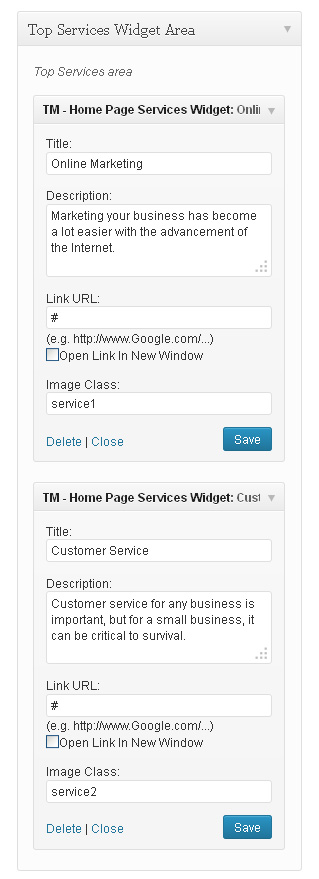 Top Services Widget Area
Top Services area
TM - Home Page Services Widget: Onlin
Title:
Online Marketing
Description:
Marketing your business has become
a lot easier with the advancement of
the Internet.
Link URL:
#
(e.g. http://www.Google.com/...)
Open Link In New Window
Image Class:
service1
Delete | Close
Save
TM - Home Page Services Widget: Cust
Title:
Customer Service
Description:
Customer service for any business is
important, but for a small business, it
can be critical to survival.
Link URL:
#
(e.g. http://www.Google.com/...)
Open Link In New Window
Image Class:
service2
Delete | Close
Save